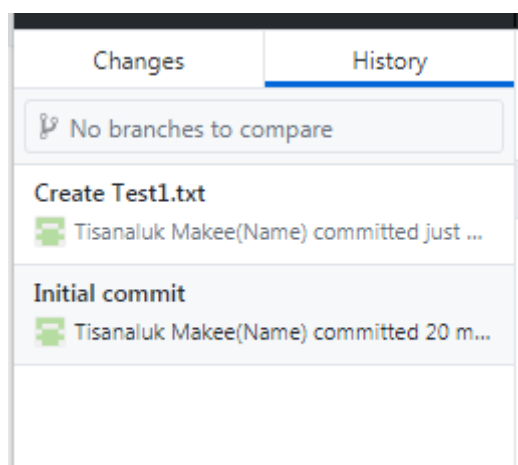 Changes History
No branches to compare
Create Test1.txt
Tisanaluk Makee(Name) committed just ...
Initial commit
Tisanaluk Makee(Name) committed 20 m...